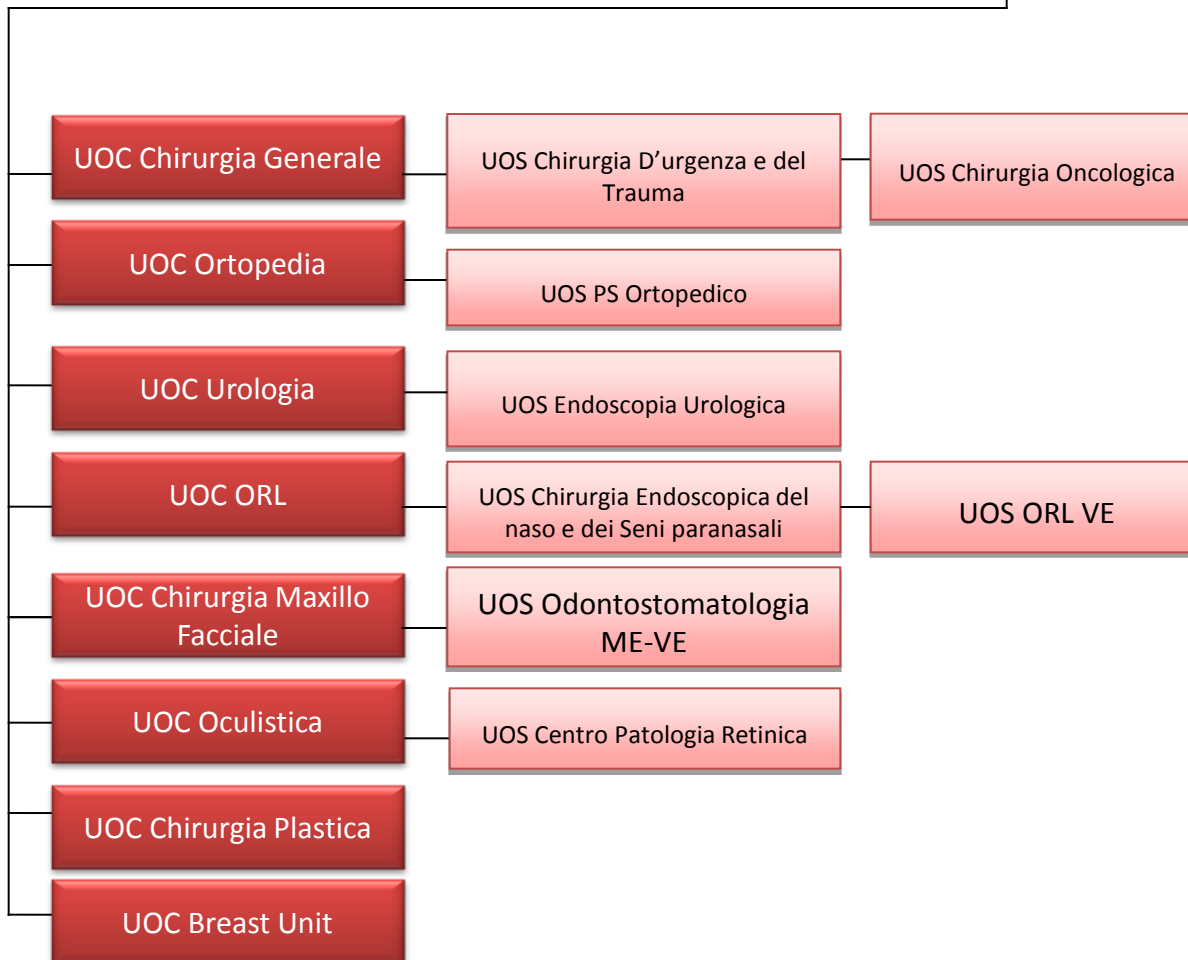 UOC Chirurgia Generale
UOS Chirurgia D'urgenza e del
Trauma
UOS Chirurgia Oncologica
UOC Ortopedia
UOS PS Ortopedico
UOC Urologia
UOS Endoscopia Urologica
UOC ORL
UOS Chirurgia Endoscopica del
naso e dei Seni paranasali
UOS ORL VE
UOC Chirurgia Maxillo
Facciale
UOS Odontostomatologia
ME-VE
UOC Oculistica
UOS Centro Patologia Retinica
UOC Chirurgia Plastica
UOC Breast Unit